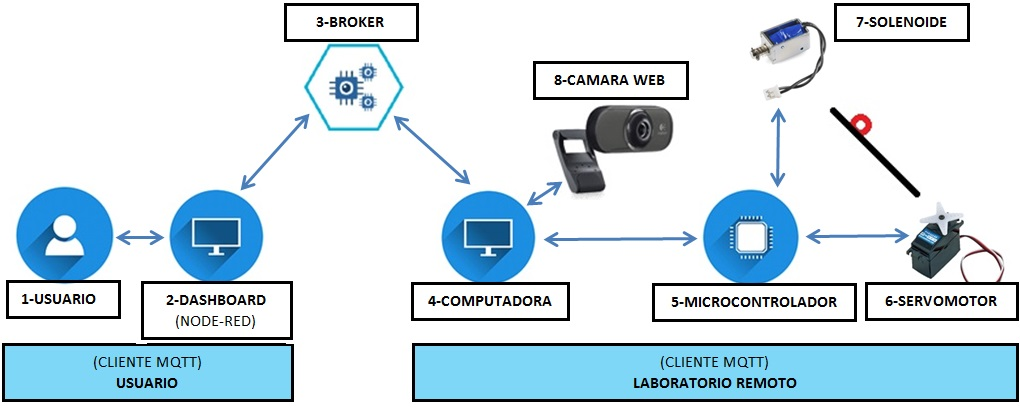 3-BROKER
7-SOLENOIDE
8-CAMARA WEB
1-USUARIO
2-DASHBOARD
(NODE-RED)
4-COMPUTADORA
5-MICROCONTROLADOR
6-SERVOMOTOR
(CLIENTE MQTT)
USUARIO
(CLIENTE MQTT)
LABORATORIO REMOTO